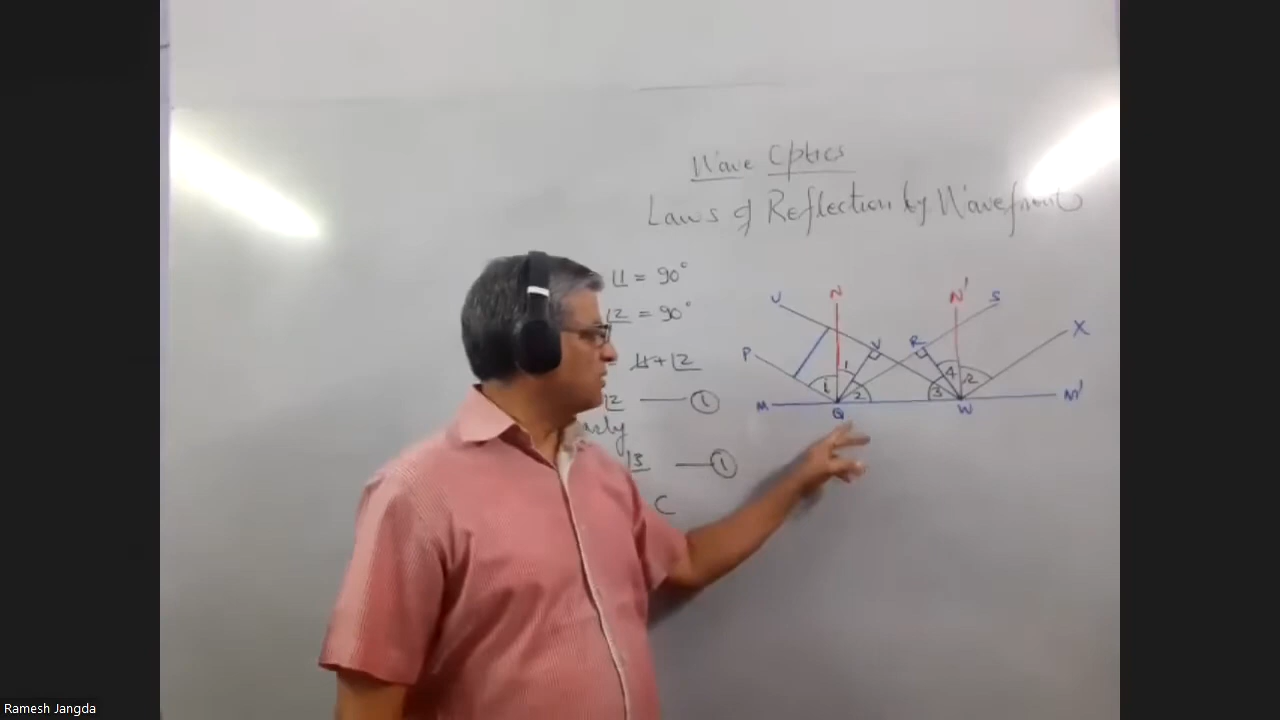 Wave Optics
Laws of Reflection by Wavefront
∠1 = 90°
∠2 = 90°
= ∠1 + ∠2
∠2 —— ①
∠3 —— ①
C
U N N' S
P V R X
i 1 2 3 4 2
M Q W M'
Ramesh Jangda